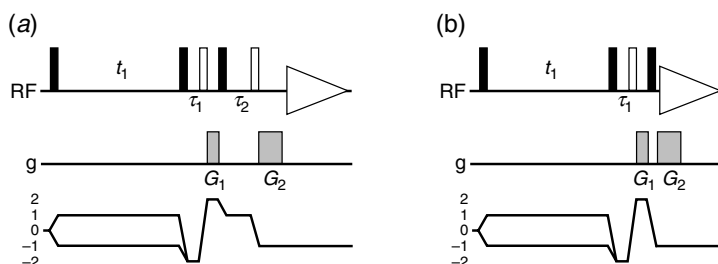 (a)
RF t₁ τ₁ τ₂
g G₁ G₂
2
1
0
−1
−2
(b)
RF t₁ τ₁
g G₁ G₂
2
1
0
−1
−2